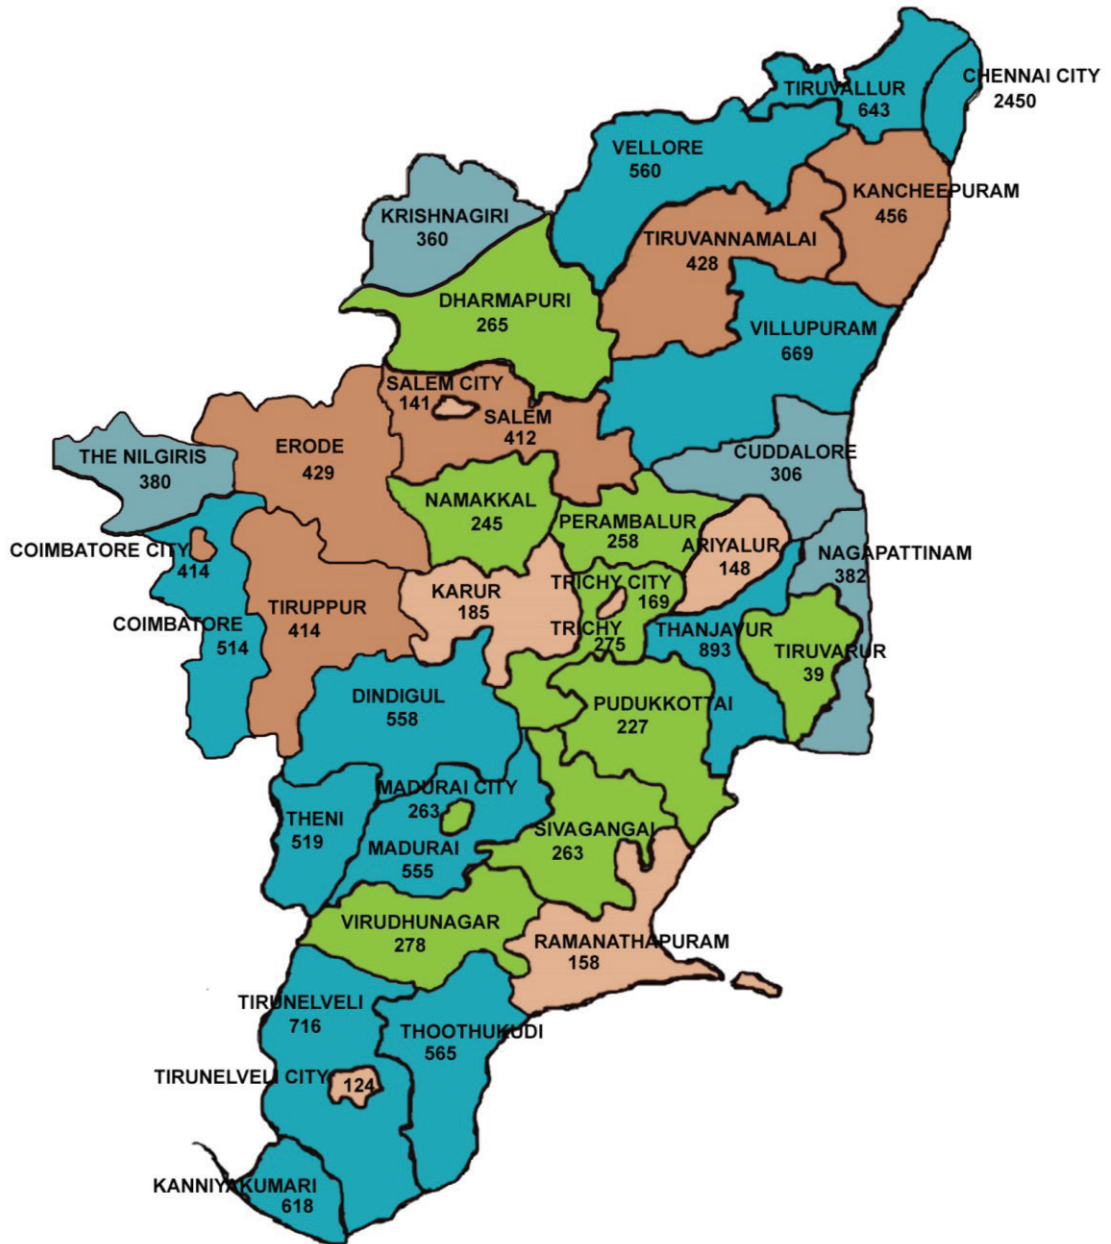 CHENNAI CITY
2450
TIRUVALLUR
643
VELLORE
560
KANCHEEPURAM
456
KRISHNAGIRI
360
TIRUVANNAMALAI
428
DHARMAPURI
265
VILLUPURAM
669
SALEM CITY
141
SALEM
412
ERODE
429
THE NILGIRIS
380
CUDDALORE
306
NAMAKKAL
245
PERAMBALUR
258
ARIYALUR
148
NAGAPATTINAM
382
COIMBATORE CITY
414
KARUR
185
TRICHY CITY
169
TIRUPPUR
414
COIMBATORE
514
TRICHY
275
THANJAVUR
893
TIRUVARUR
39
DINDIGUL
558
PUDUKKOTTAI
227
MADURAI CITY
263
THENI
519
MADURAI
555
SIVAGANGAI
263
VIRUDHUNAGAR
278
RAMANATHAPURAM
158
TIRUNELVELI
716
THOOTHUKUDI
565
TIRUNELVELI CITY
124
KANNIYAKUMARI
618